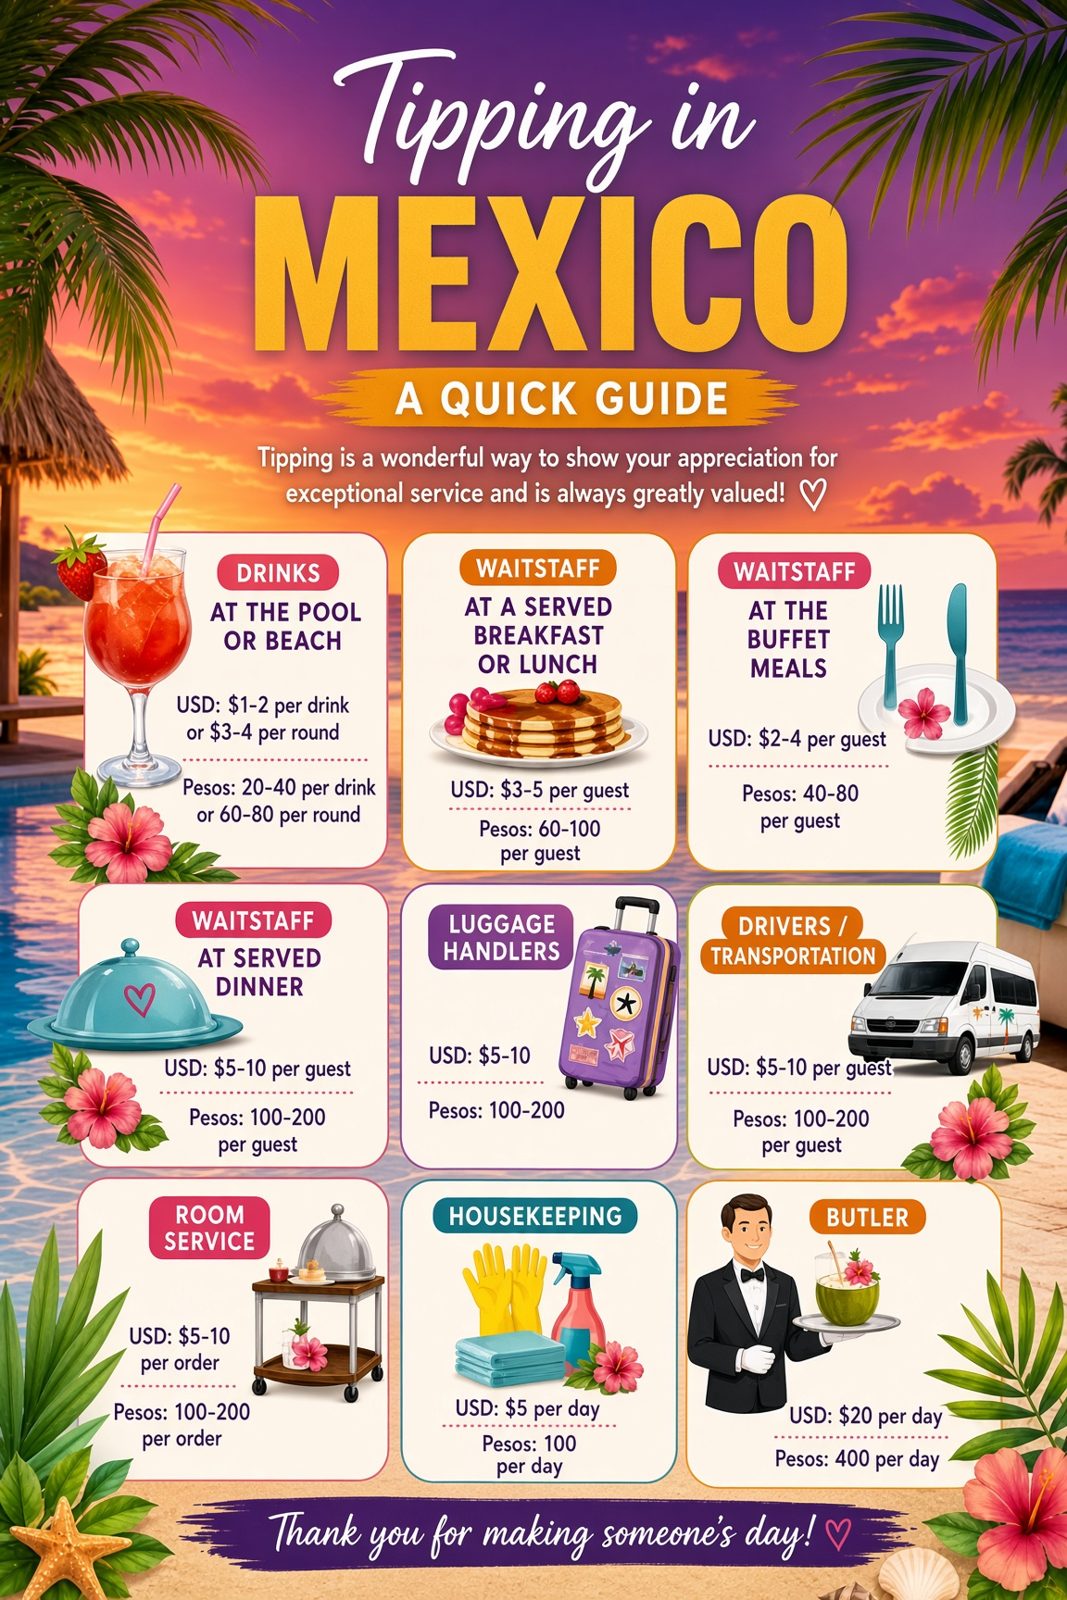 Tipping in
MEXICO
A QUICK GUIDE
Tipping is a wonderful way to show your appreciation for
exceptional service and is always greatly valued!
DRINKS
AT THE POOL
OR BEACH
USD: $1-2 per drink
or $3-4 per round
Pesos: 20-40 per drink
or 60-80 per round
WAITSTAFF
AT A SERVED
BREAKFAST
OR LUNCH
USD: $3-5 per guest
Pesos: 60-100
per guest
WAITSTAFF
AT THE
BUFFET
MEALS
USD: $2-4 per guest
Pesos: 40-80
per guest
WAITSTAFF
AT SERVED
DINNER
USD: $5-10 per guest
Pesos: 100-200
per guest
LUGGAGE
HANDLERS
USD: $5-10
Pesos: 100-200
DRIVERS /
TRANSPORTATION
USD: $5-10 per guest
Pesos: 100-200
per guest
ROOM
SERVICE
USD: $5-10
per order
Pesos: 100-200
per order
HOUSEKEEPING
USD: $5 per day
Pesos: 100
per day
BUTLER
USD: $20 per day
Pesos: 400 per day
Thank you for making someone's day!